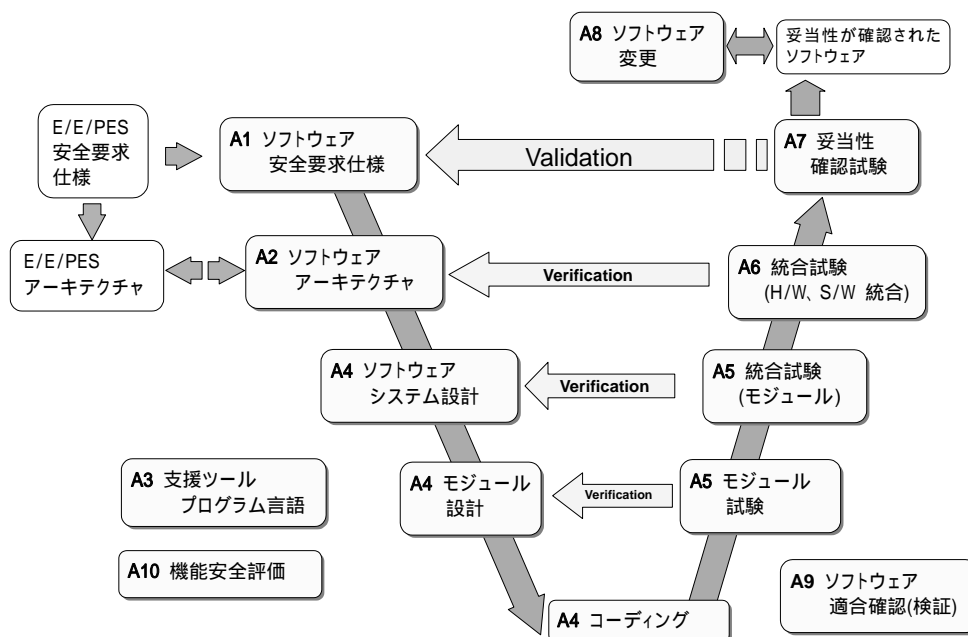 A8 ソフトウェア
変更
妥当性が確認された
ソフトウェア
E/E/PES
安全要求
仕様
A1 ソフトウェア
安全要求仕様
Validation
A7 妥当性
確認試験
E/E/PES
アーキテクチャ
A2 ソフトウェア
アーキテクチャ
Verification
A6 統合試験
(H/W、S/W 統合)
A4 ソフトウェア
システム設計
Verification
A5 統合試験
(モジュール)
A3 支援ツール
プログラム言語
A4 モジュール
設計
Verification
A5 モジュール
試験
A10 機能安全評価
A4 コーディング
A9 ソフトウェア
適合確認(検証)